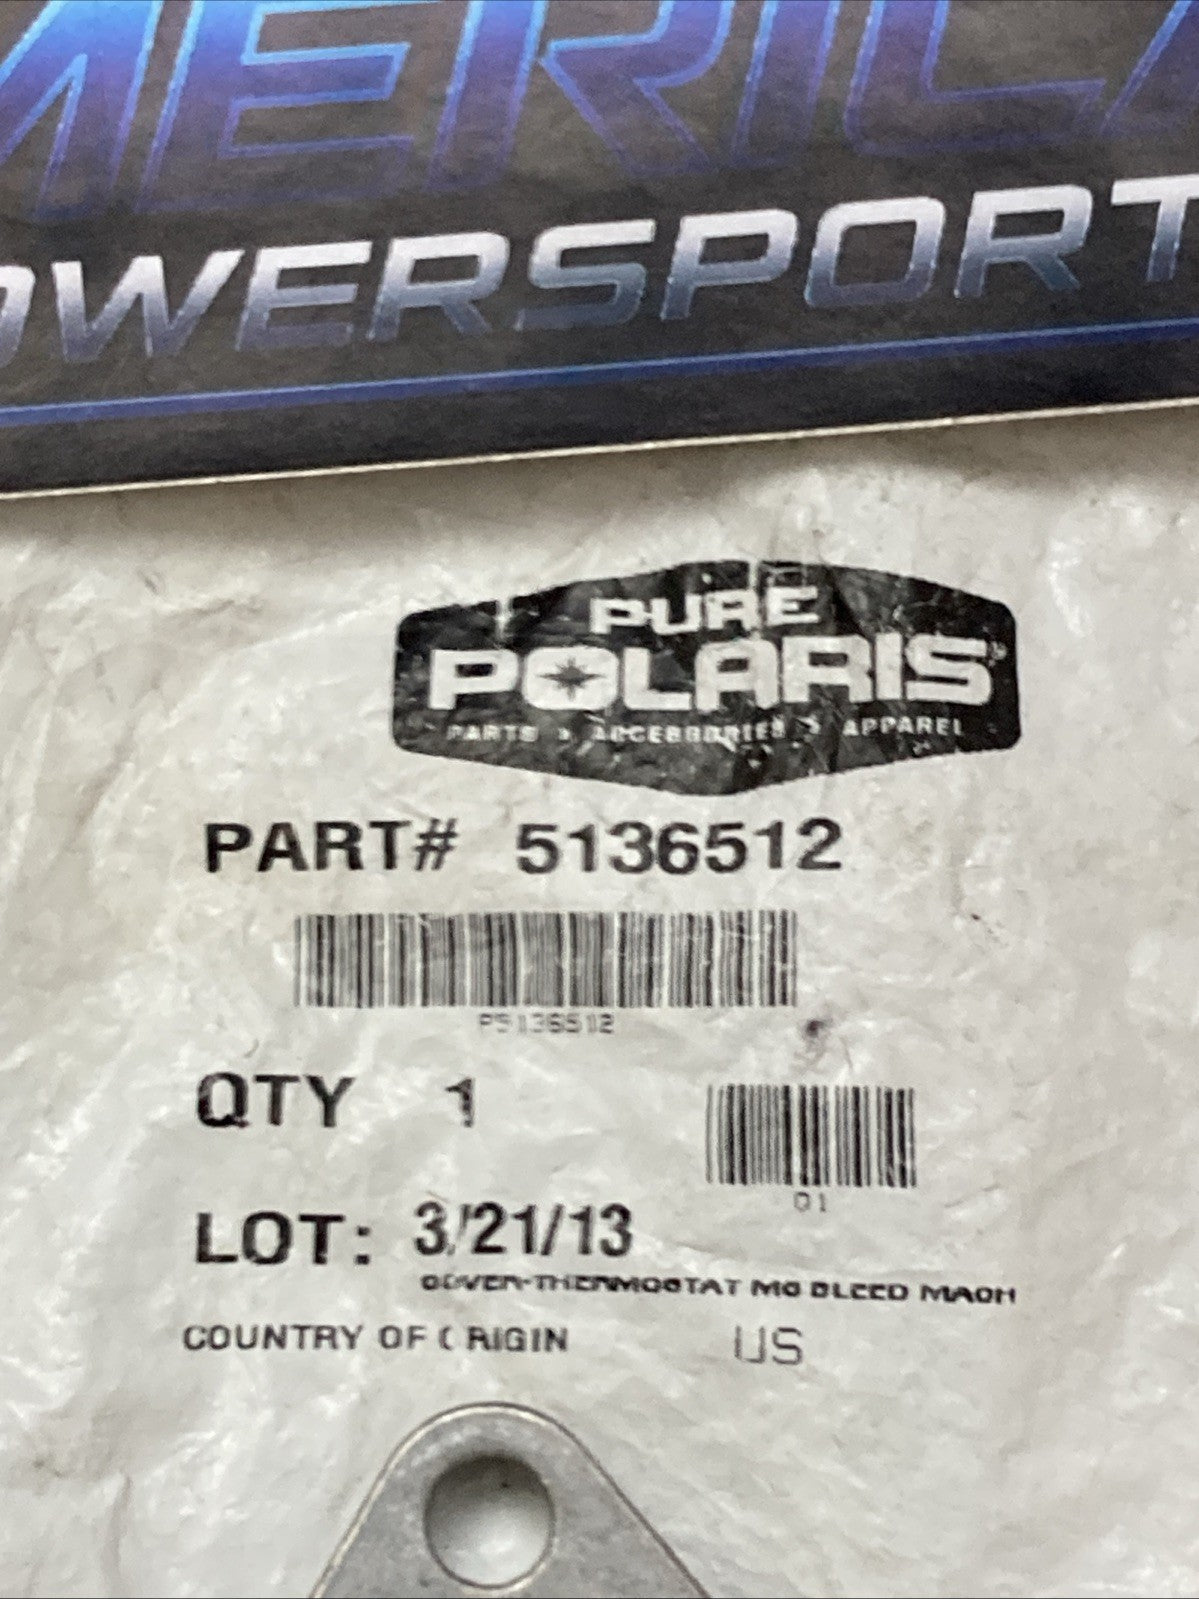 MERICA
OWERSPORT
PURE
POLARIS
PARTS ACCESSORIES APPAREL
PART# 5136512
P5136512
QTY 1
01
LOT: 3/21/13
COVER-THERMOSTAT MG BLEED MACH
COUNTRY OF ORIGIN US